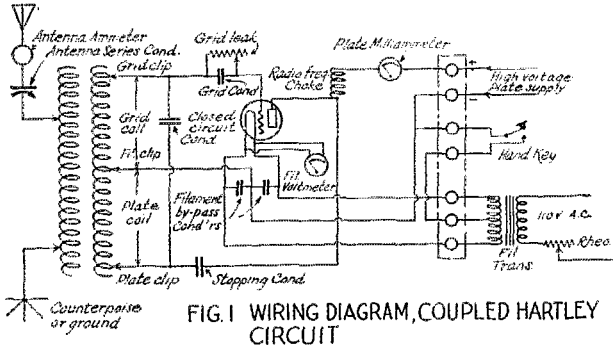 Antenna Ammeter
Antenna Series Cond.
Grid clip
Grid leak
Grid Cond
Plate Milliammeter
Radio freq
Choke
+
High voltage
Plate supply
-
Grid
coil
Closed
circuit
Cond
Fil clip
Hand Key
Fil
Voltmeter
Filament
by-pass
Cond'rs
Plate
coil
110V A.C.
Rheo.
Fil
Trans.
Plate clip
Stopping Cond
Counterpoise
or ground
FIG. 1 WIRING DIAGRAM, COUPLED HARTLEY
CIRCUIT